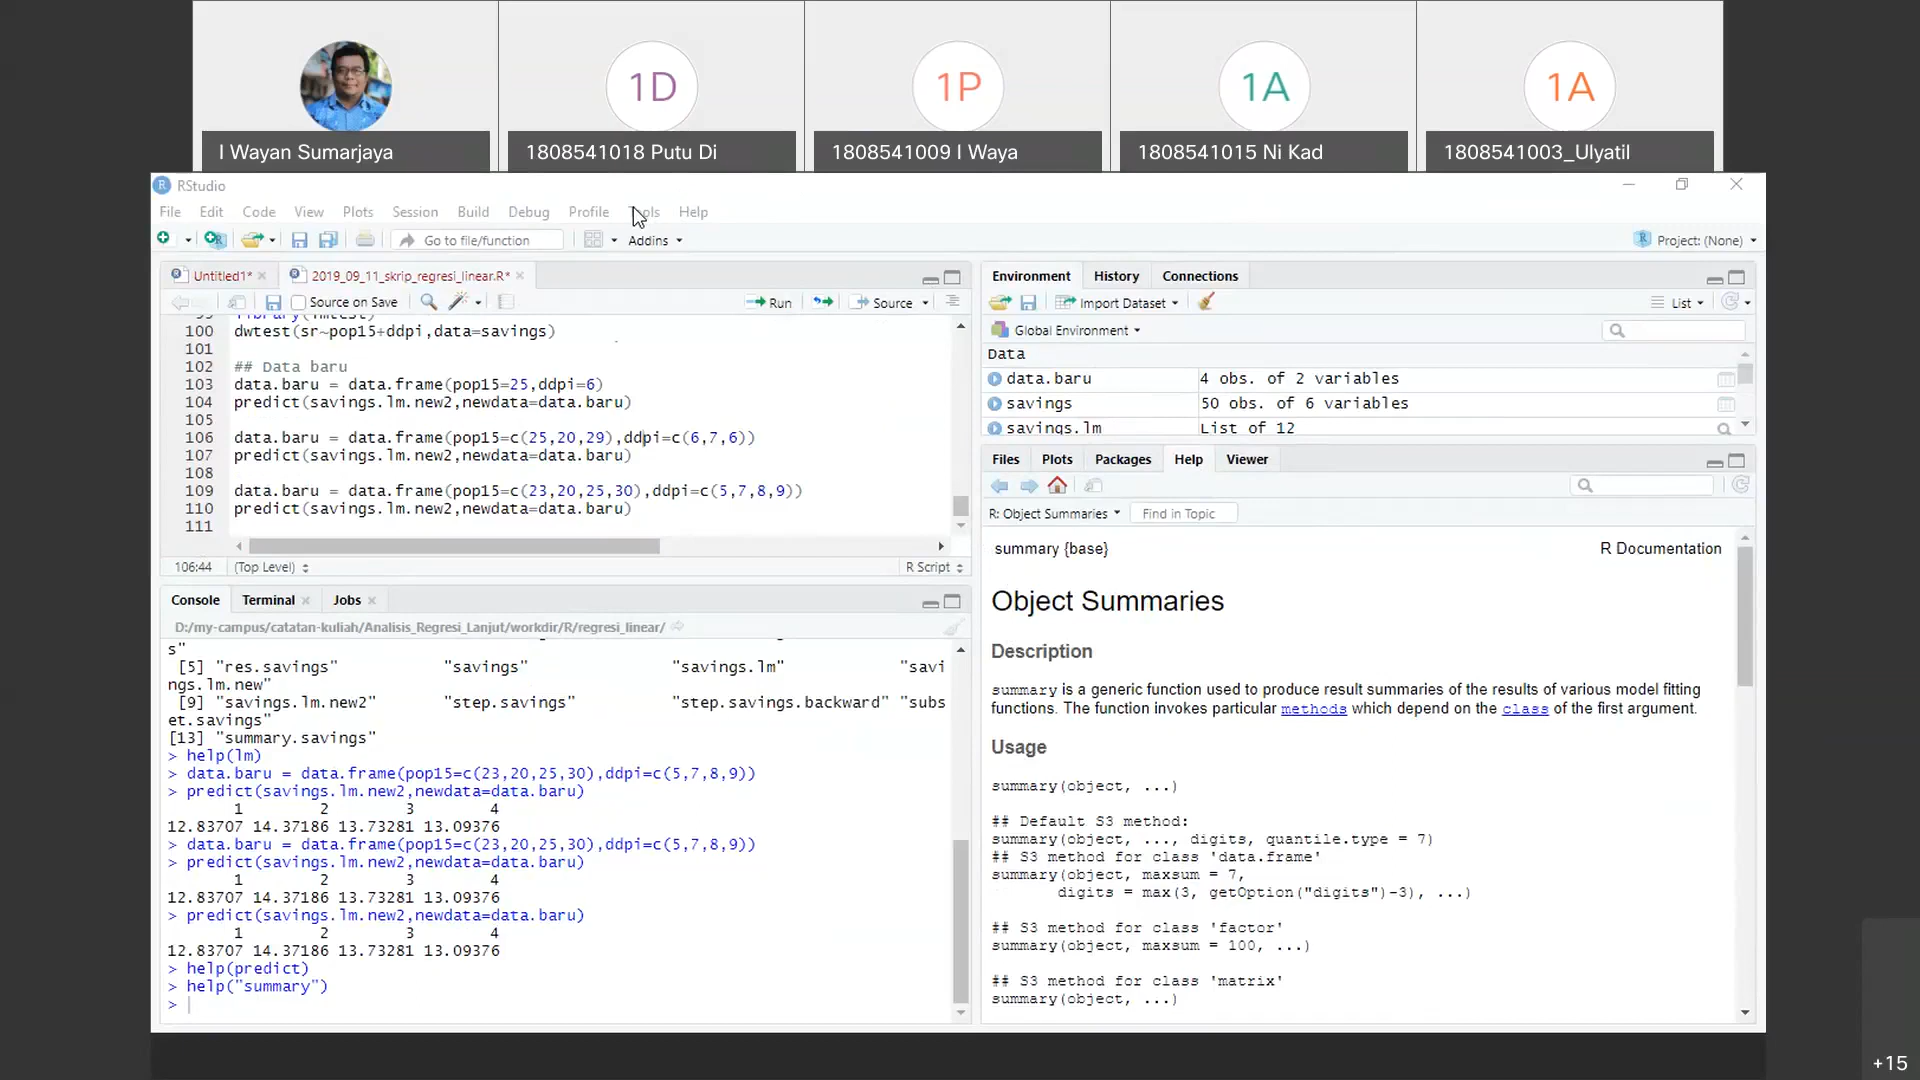 1D
1P
1A
1A
I Wayan Sumarjaya
1808541018 Putu Di
1808541009 I Waya
1808541015 Ni Kad
1808541003_Ulyatil
RStudio
File Edit Code View Plots Session Build Debug Profile Tools Help
Go to file/function
Addins
Project: (None)
Untitled1*
2019_09_11_skrip_regresi_linear.R*
Source on Save
Run
Source
100 dwtest(sr~pop15+ddpi,data=savings)
101
102 ## Data baru
103 data.baru = data.frame(pop15=25,ddpi=6)
104 predict(savings.lm.new2,newdata=data.baru)
105
106 data.baru = data.frame(pop15=c(25,20,29),ddpi=c(6,7,6))
107 predict(savings.lm.new2,newdata=data.baru)
108
109 data.baru = data.frame(pop15=c(23,20,25,30),ddpi=c(5,7,8,9))
110 predict(savings.lm.new2,newdata=data.baru)
111
106:44 (Top Level)
R Script
Console Terminal Jobs
D:/my-campus/catatan-kuliah/Analisis_Regresi_Lanjut/workdir/R/regresi_linear/
s"
[5] "res.savings" "savings" "savings.lm" "savi
ngs.lm.new"
[9] "savings.lm.new2" "step.savings" "step.savings.backward" "subs
et.savings"
[13] "summary.savings"
> help(lm)
> data.baru = data.frame(pop15=c(23,20,25,30),ddpi=c(5,7,8,9))
> predict(savings.lm.new2,newdata=data.baru)
1 2 3 4
12.83707 14.37186 13.73281 13.09376
> data.baru = data.frame(pop15=c(23,20,25,30),ddpi=c(5,7,8,9))
> predict(savings.lm.new2,newdata=data.baru)
1 2 3 4
12.83707 14.37186 13.73281 13.09376
> predict(savings.lm.new2,newdata=data.baru)
1 2 3 4
12.83707 14.37186 13.73281 13.09376
> help(predict)
> help("summary")
>
Environment History Connections
Import Dataset
List
Global Environment
Data
data.baru 4 obs. of 2 variables
savings 50 obs. of 6 variables
savings.lm List of 12
Files Plots Packages Help Viewer
R: Object Summaries
Find in Topic
summary {base}
R Documentation
Object Summaries
Description
summary is a generic function used to produce result summaries of the results of various model fitting
functions. The function invokes particular methods which depend on the class of the first argument.
Usage
summary(object, ...)
## Default S3 method:
summary(object, ..., digits, quantile.type = 7)
## S3 method for class 'data.frame'
summary(object, maxsum = 7,
digits = max(3, getOption("digits")-3), ...)
## S3 method for class 'factor'
summary(object, maxsum = 100, ...)
## S3 method for class 'matrix'
summary(object, ...)
+15